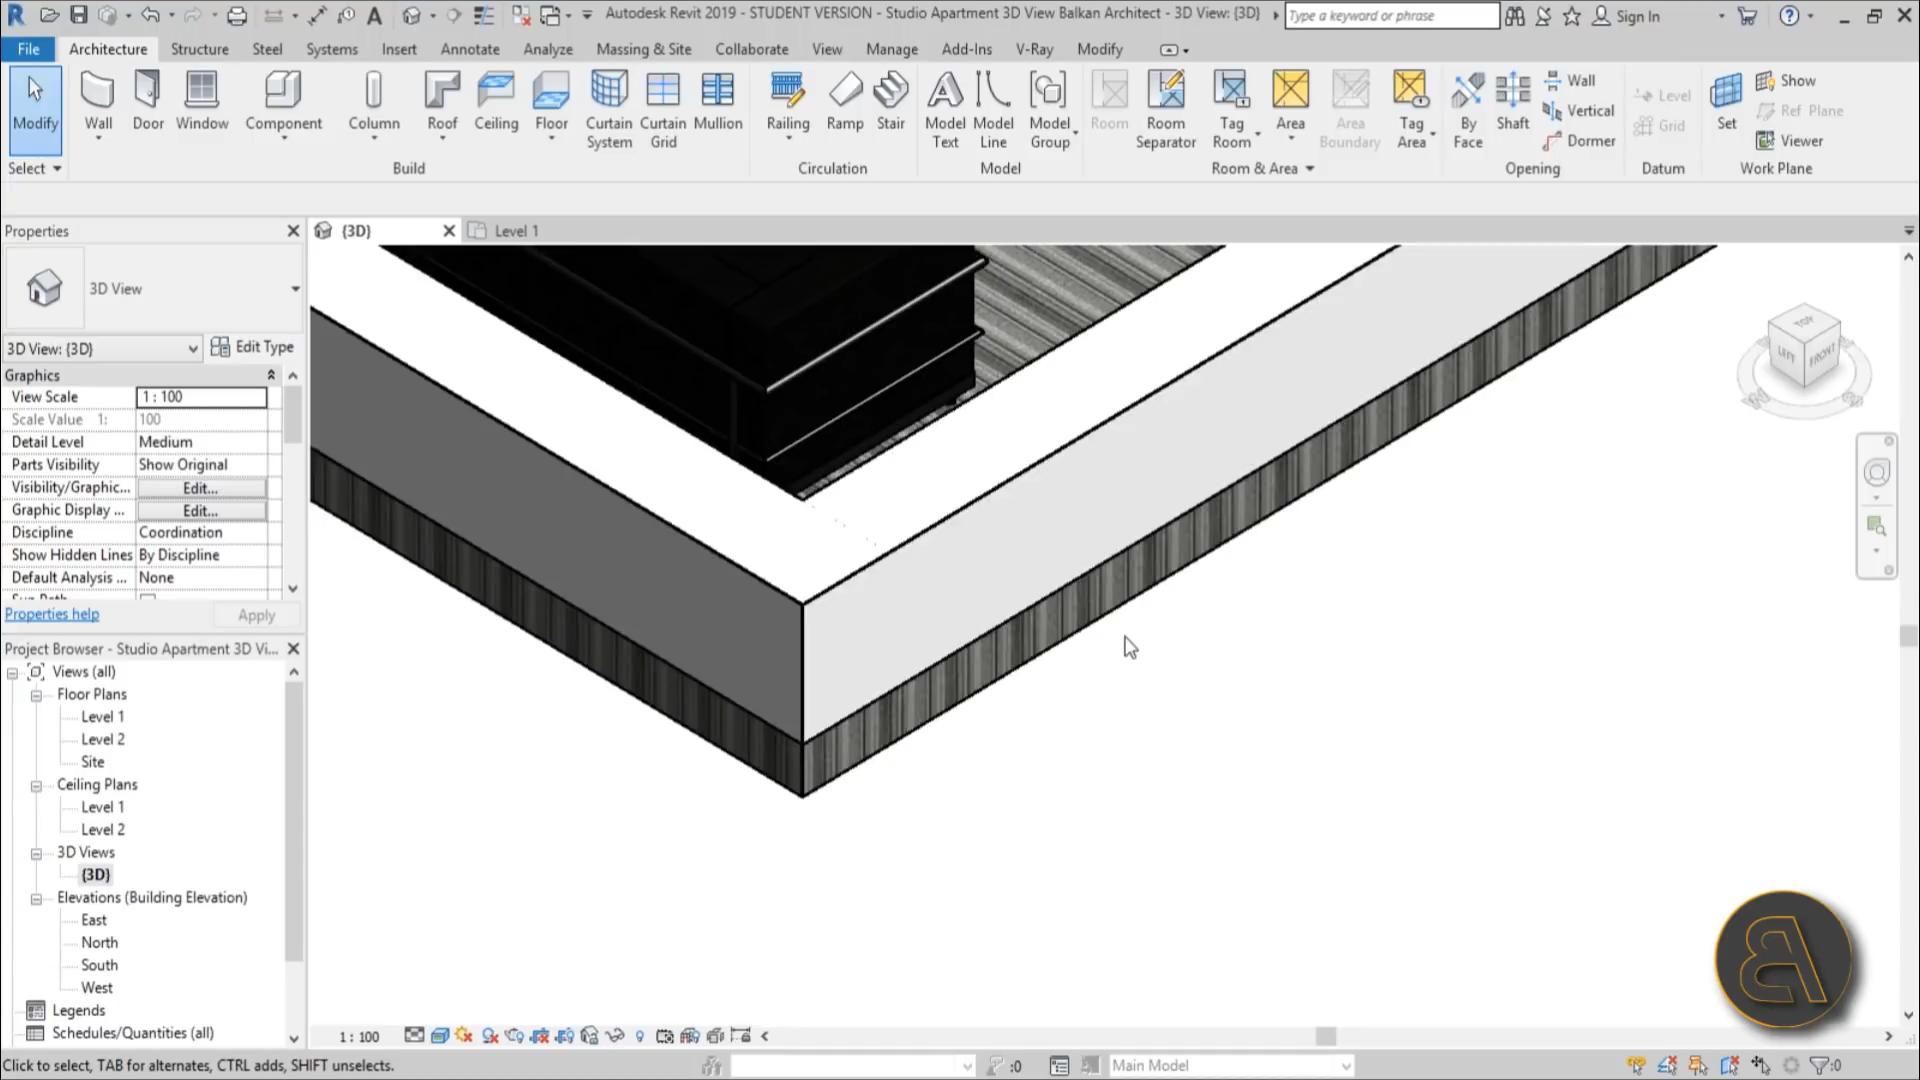 Autodesk Revit 2019 - STUDENT VERSION - Studio Apartment 3D View Balkan Architect - 3D View: {3D}
Type a keyword or phrase
Sign In
File Architecture Structure Steel Systems Insert Annotate Analyze Massing & Site Collaborate View Manage Add-Ins V-Ray Modify
Modify Wall Door Window Component Column Roof Ceiling Floor Curtain System Curtain Grid Mullion Railing Ramp Stair Model Text Model Line Model Group Room Room Separator Tag Room Area Area Boundary Tag Area By Face Shaft
Wall
Vertical
Dormer
Level
Grid
Set
Show
Ref Plane
Viewer
Select Build Circulation Model Room & Area Opening Datum Work Plane
Properties
{3D} Level 1
3D View
3D View: {3D} Edit Type
Graphics
View Scale 1 : 100
Scale Value 1: 100
Detail Level Medium
Parts Visibility Show Original
Visibility/Graphic... Edit...
Graphic Display ... Edit...
Discipline Coordination
Show Hidden Lines By Discipline
Default Analysis ... None
Properties help Apply
Project Browser - Studio Apartment 3D Vi...
Views (all)
Floor Plans
Level 1
Level 2
Site
Ceiling Plans
Level 1
Level 2
3D Views
{3D}
Elevations (Building Elevation)
East
North
South
West
Legends
Schedules/Quantities (all)
TOP
LEFT
FRONT
1 : 100
Click to select, TAB for alternates, CTRL adds, SHIFT unselects.
:0
Main Model
:0